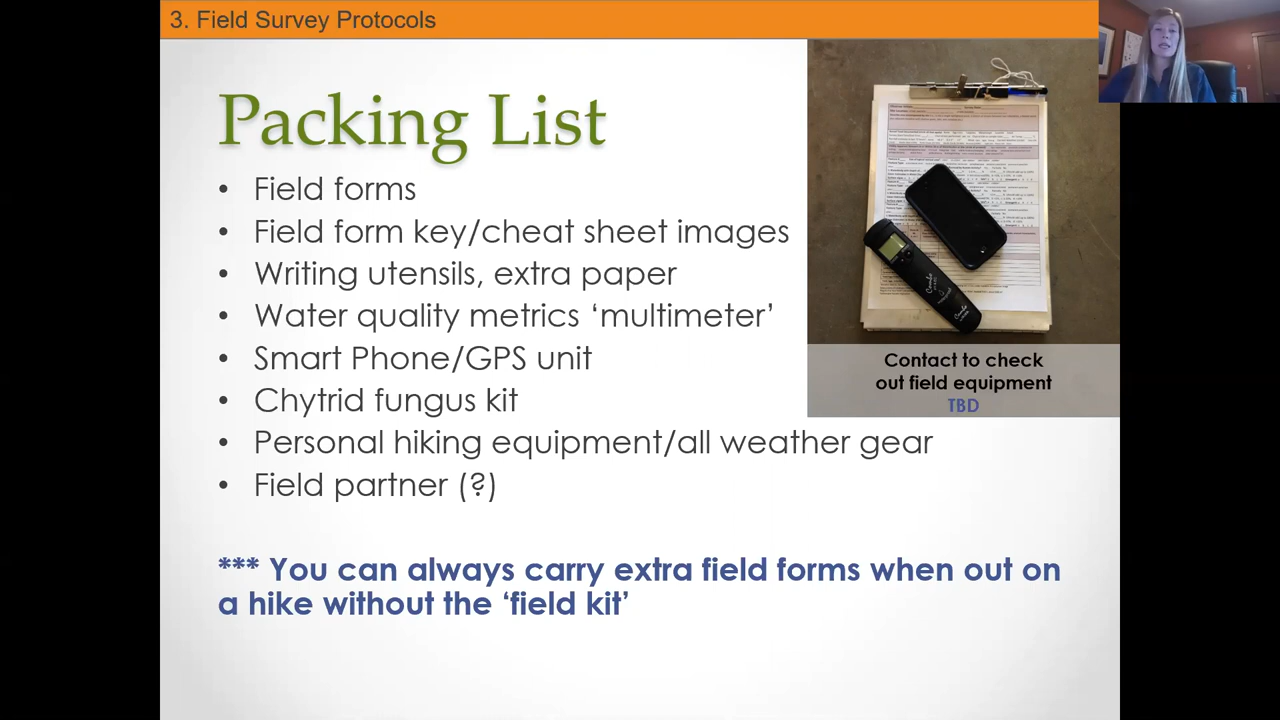 3. Field Survey Protocols
Packing List
• Field forms
• Field form key/cheat sheet images
• Writing utensils, extra paper
• Water quality metrics ‘multimeter’
• Smart Phone/GPS unit
• Chytrid fungus kit
• Personal hiking equipment/all weather gear
• Field partner (?)
*** You can always carry extra field forms when out on
a hike without the ‘field kit’
Combo
Combo
Contact to check
out field equipment
TBD